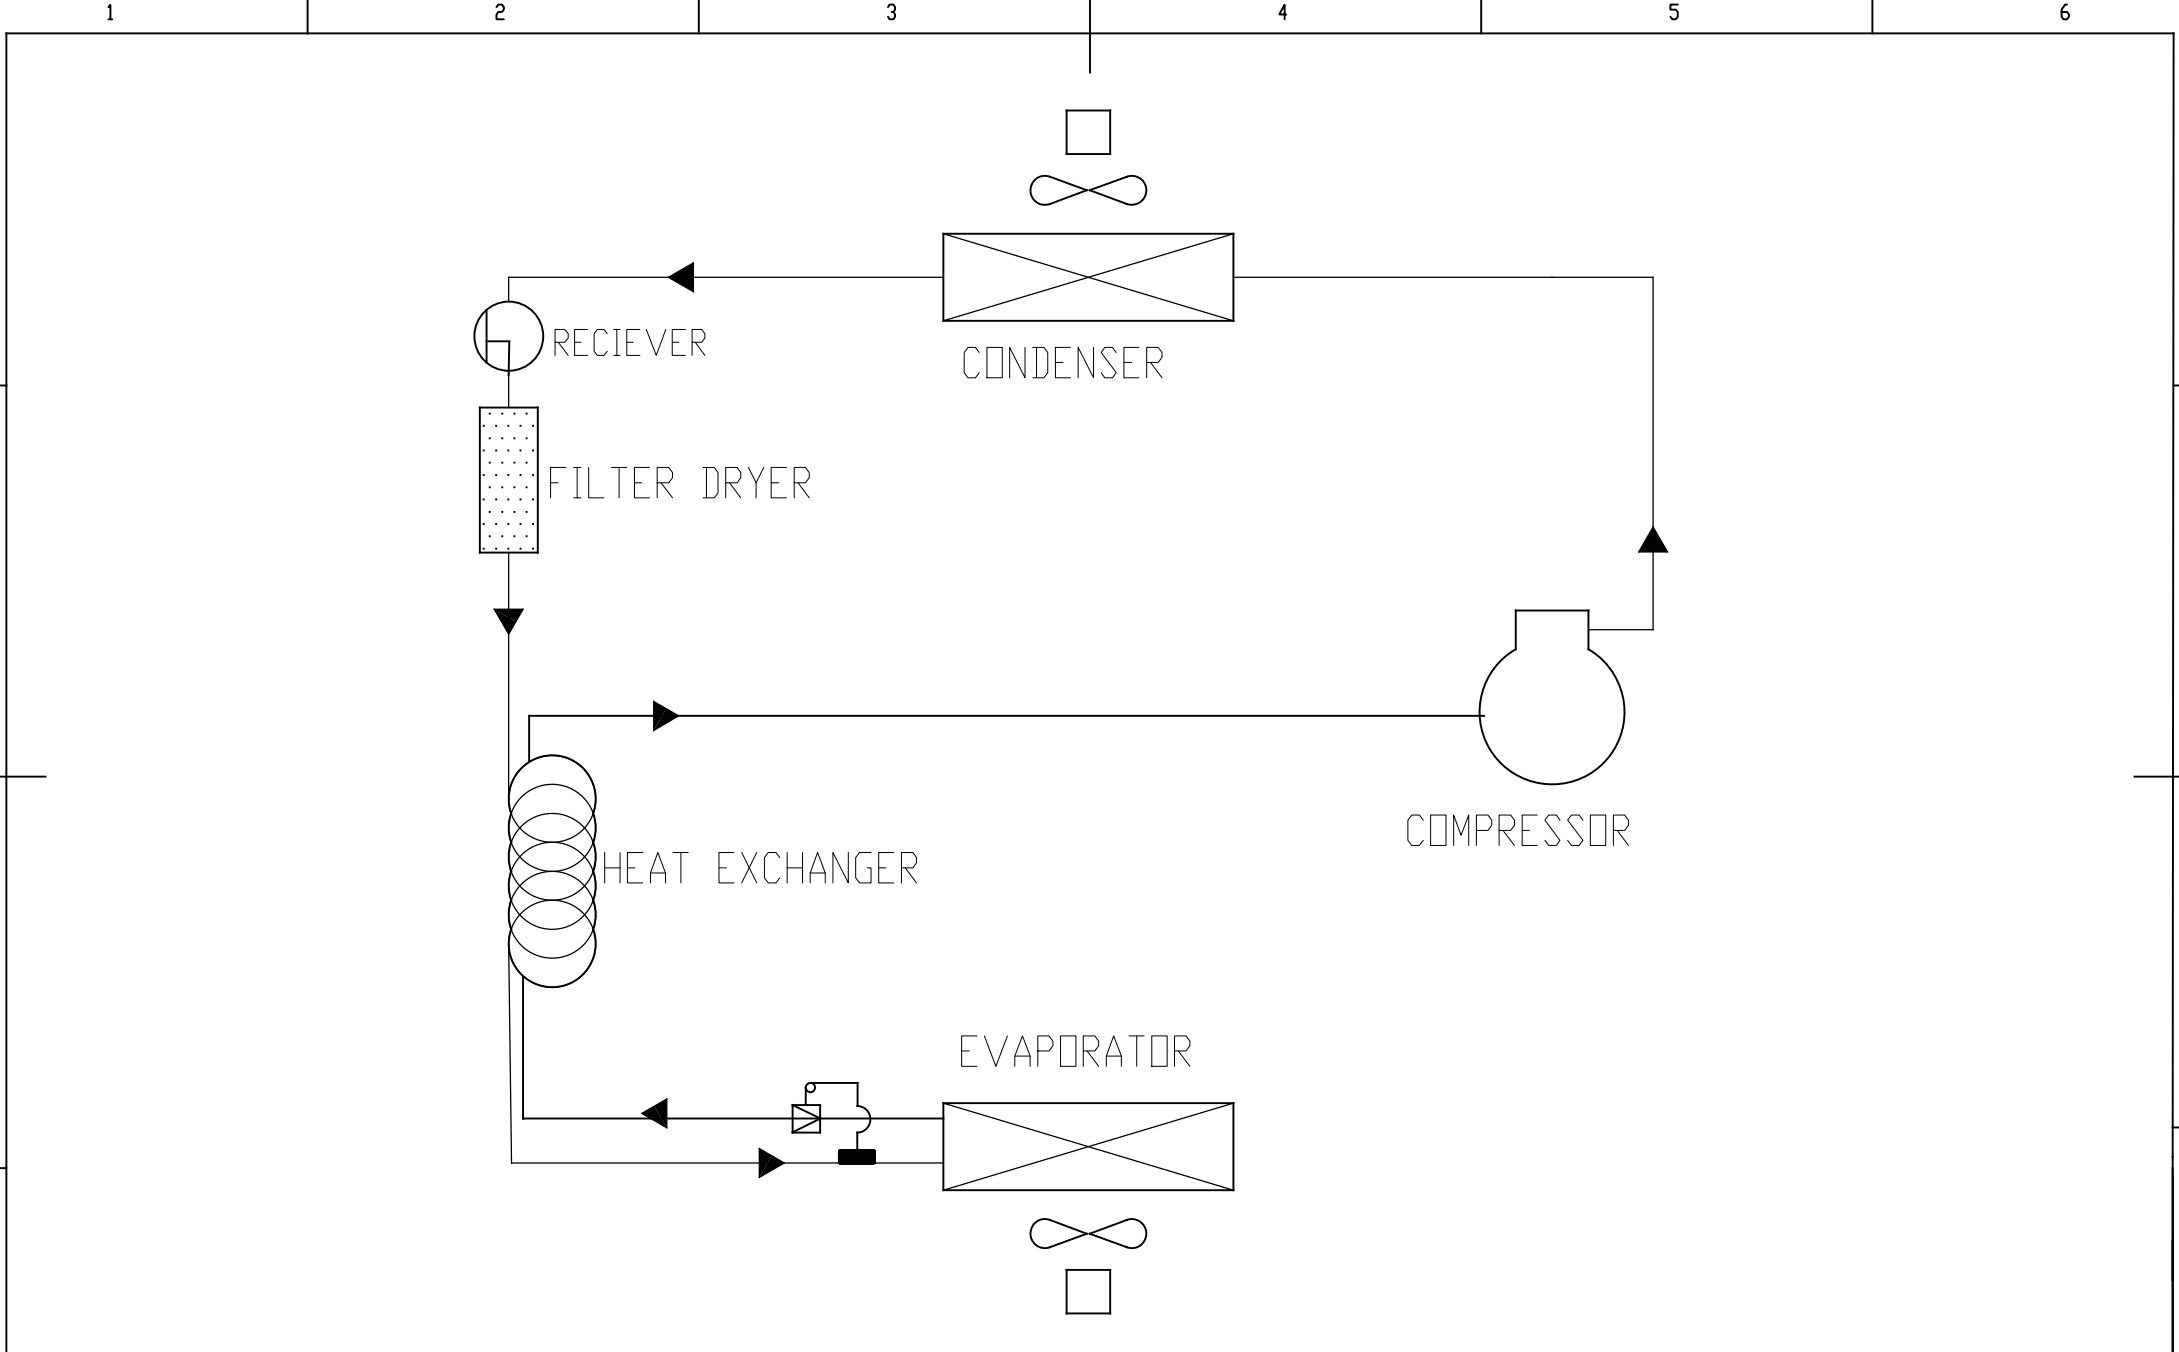 1 2 3 4 5 6
CONDENSER
RECIEVER
FILTER DRYER
COMPRESSOR
HEAT EXCHANGER
EVAPORATOR